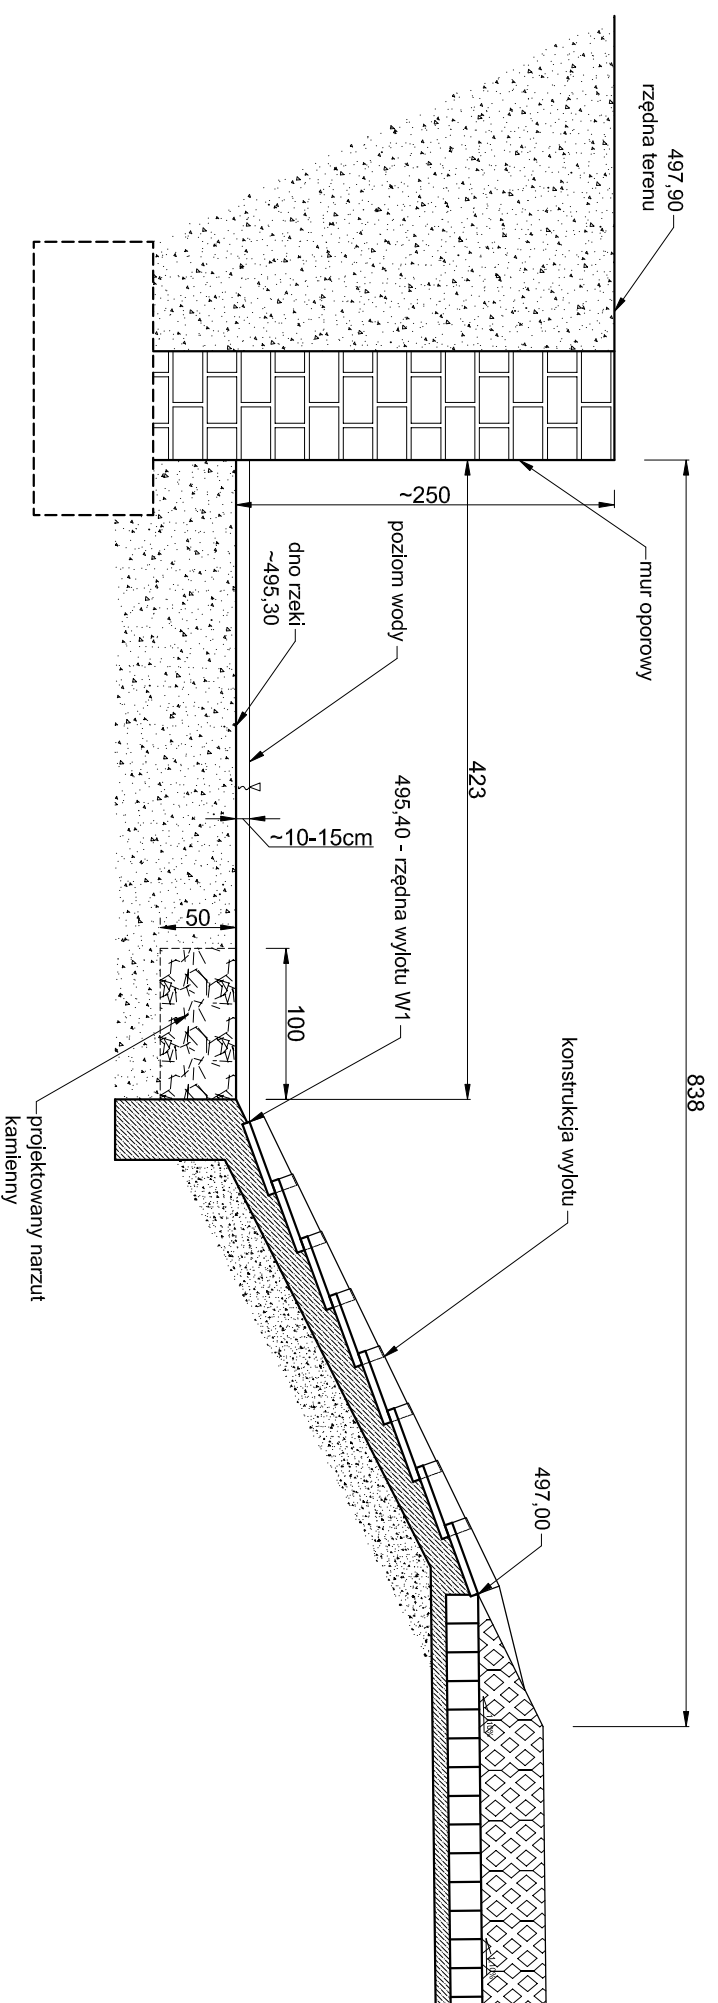 497,90
rzędna terenu
mur oporowy
838
~250
423
poziom wody
dno rzeki
~495,30
~10-15cm
495,40 - rzędna wylotu W1
konstrukcja wylotu
497,00
50
100
projektowany narzut
kamienny